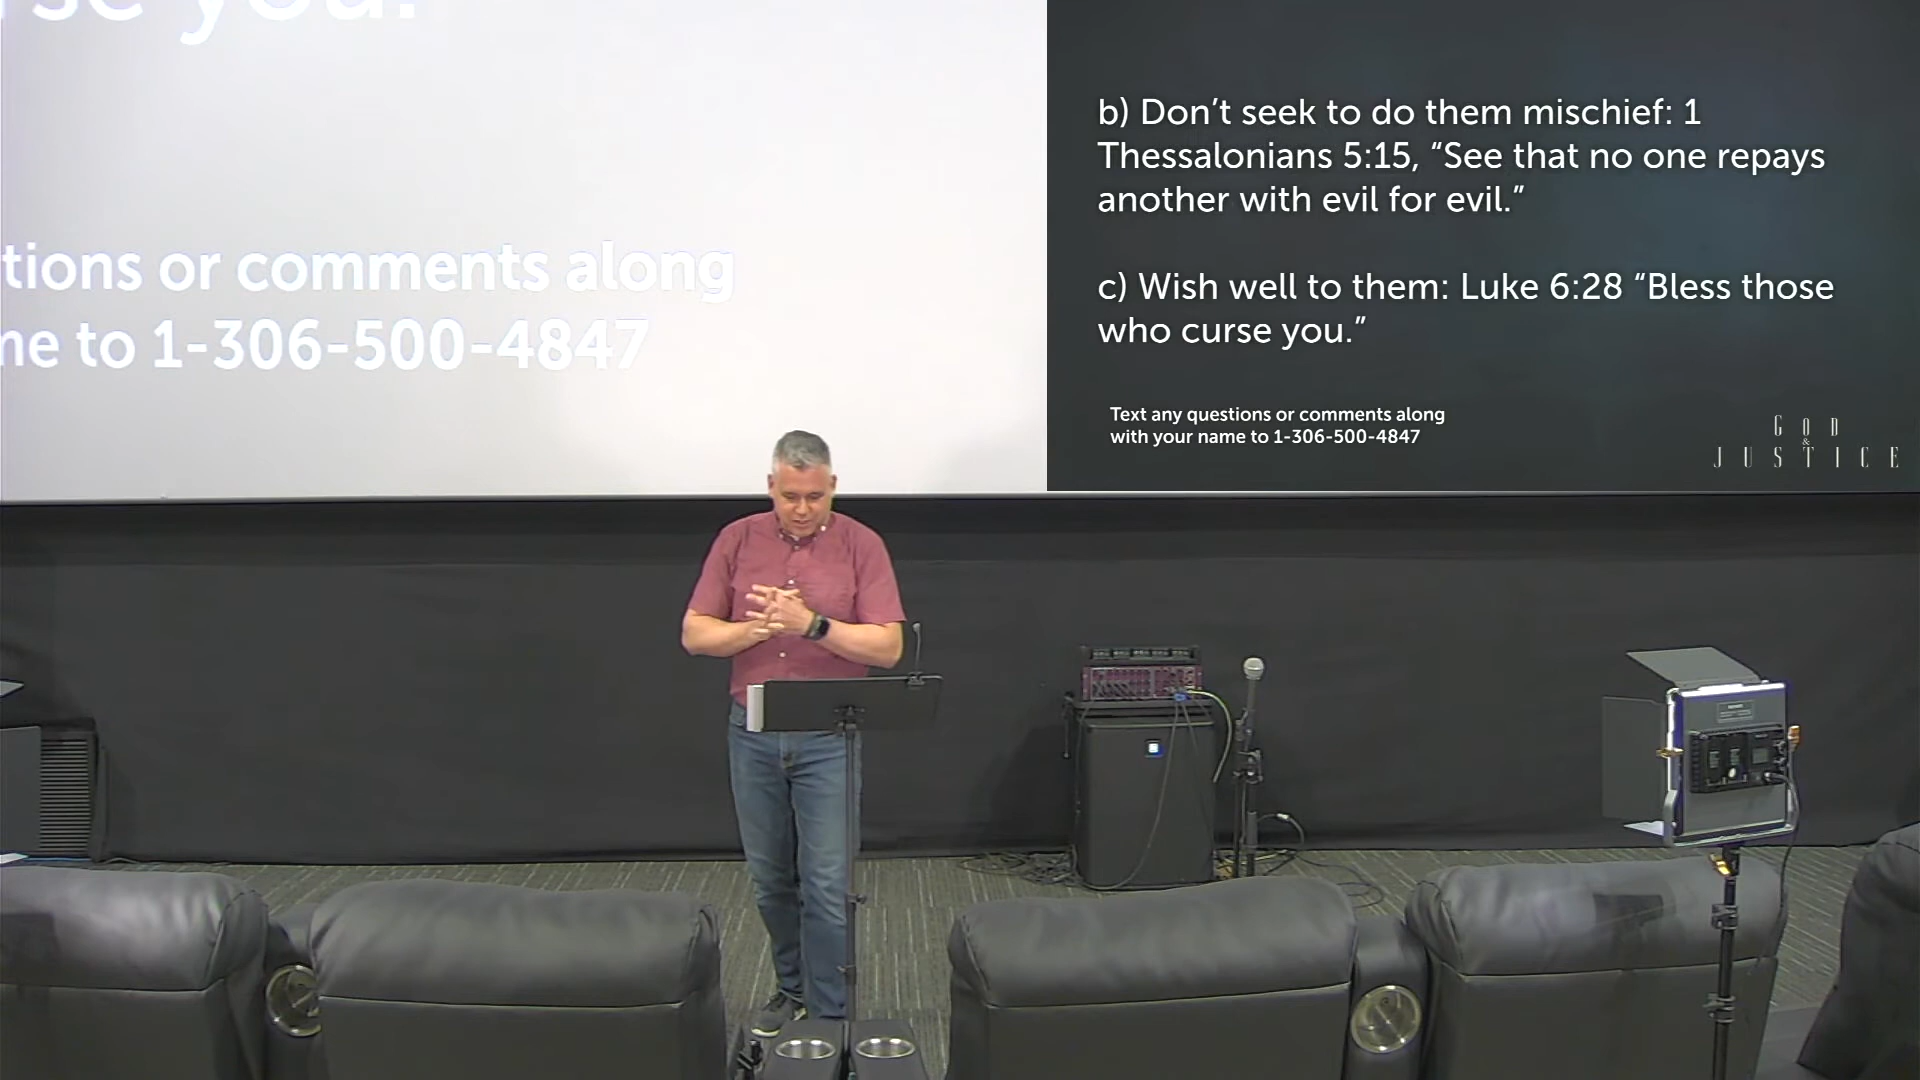 se you.
tions or comments along
me to 1-306-500-4847
b) Don’t seek to do them mischief: 1
Thessalonians 5:15, “See that no one repays
another with evil for evil.”
c) Wish well to them: Luke 6:28 “Bless those
who curse you.”
Text any questions or comments along
with your name to 1-306-500-4847
GOD
&
JUSTICE